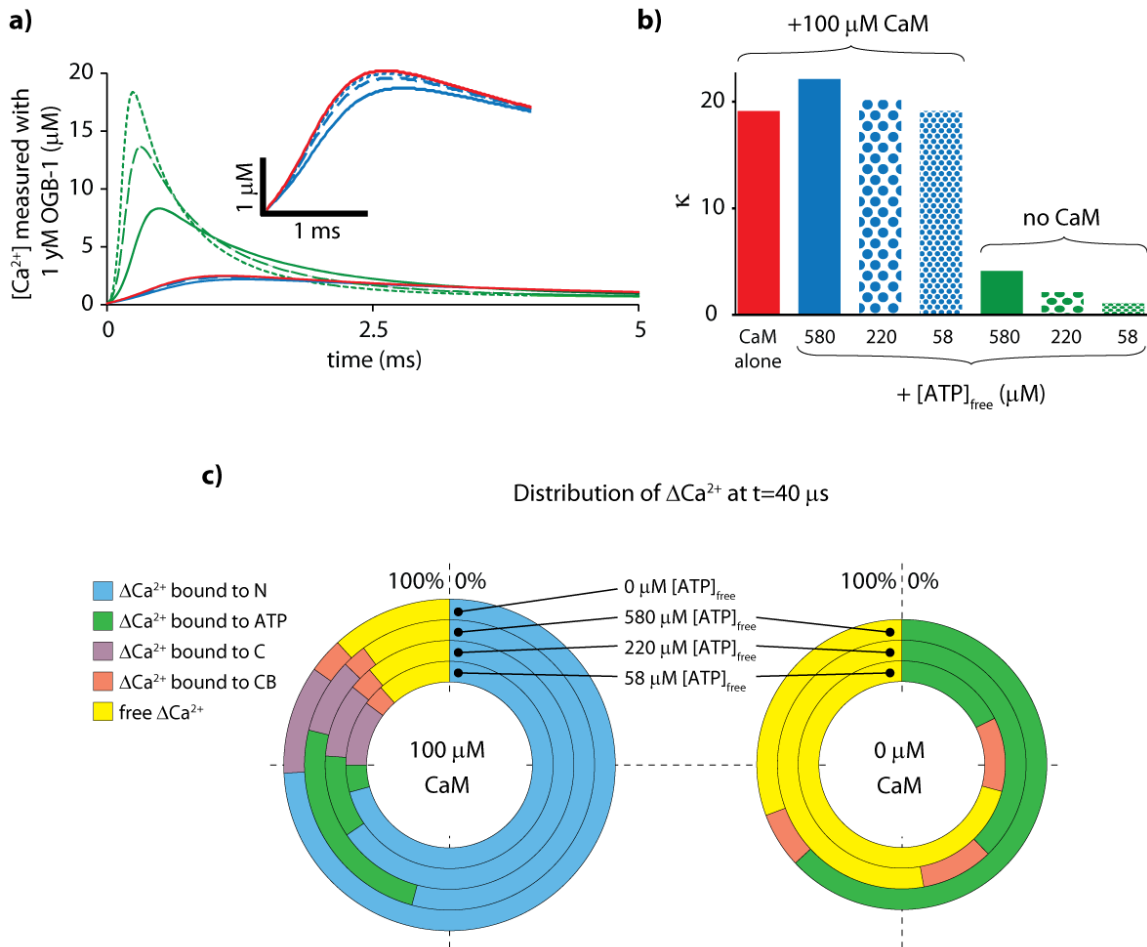 a)
[Ca²⁺] measured with
1 yM OGB-1 (μM)
20
15
10
5
0
0
2.5
5
time (ms)
1 μM
1 ms
b)
+100 μM CaM
no CaM
κ
20
10
0
CaM
alone
580
220
58
580
220
58
+ [ATP]free (μM)
c)
Distribution of ΔCa²⁺ at t=40 μs
ΔCa²⁺ bound to N
ΔCa²⁺ bound to ATP
ΔCa²⁺ bound to C
ΔCa²⁺ bound to CB
free ΔCa²⁺
100% 0%
0 μM [ATP]free
580 μM [ATP]free
220 μM [ATP]free
58 μM [ATP]free
100% 0%
100 μM
CaM
0 μM
CaM